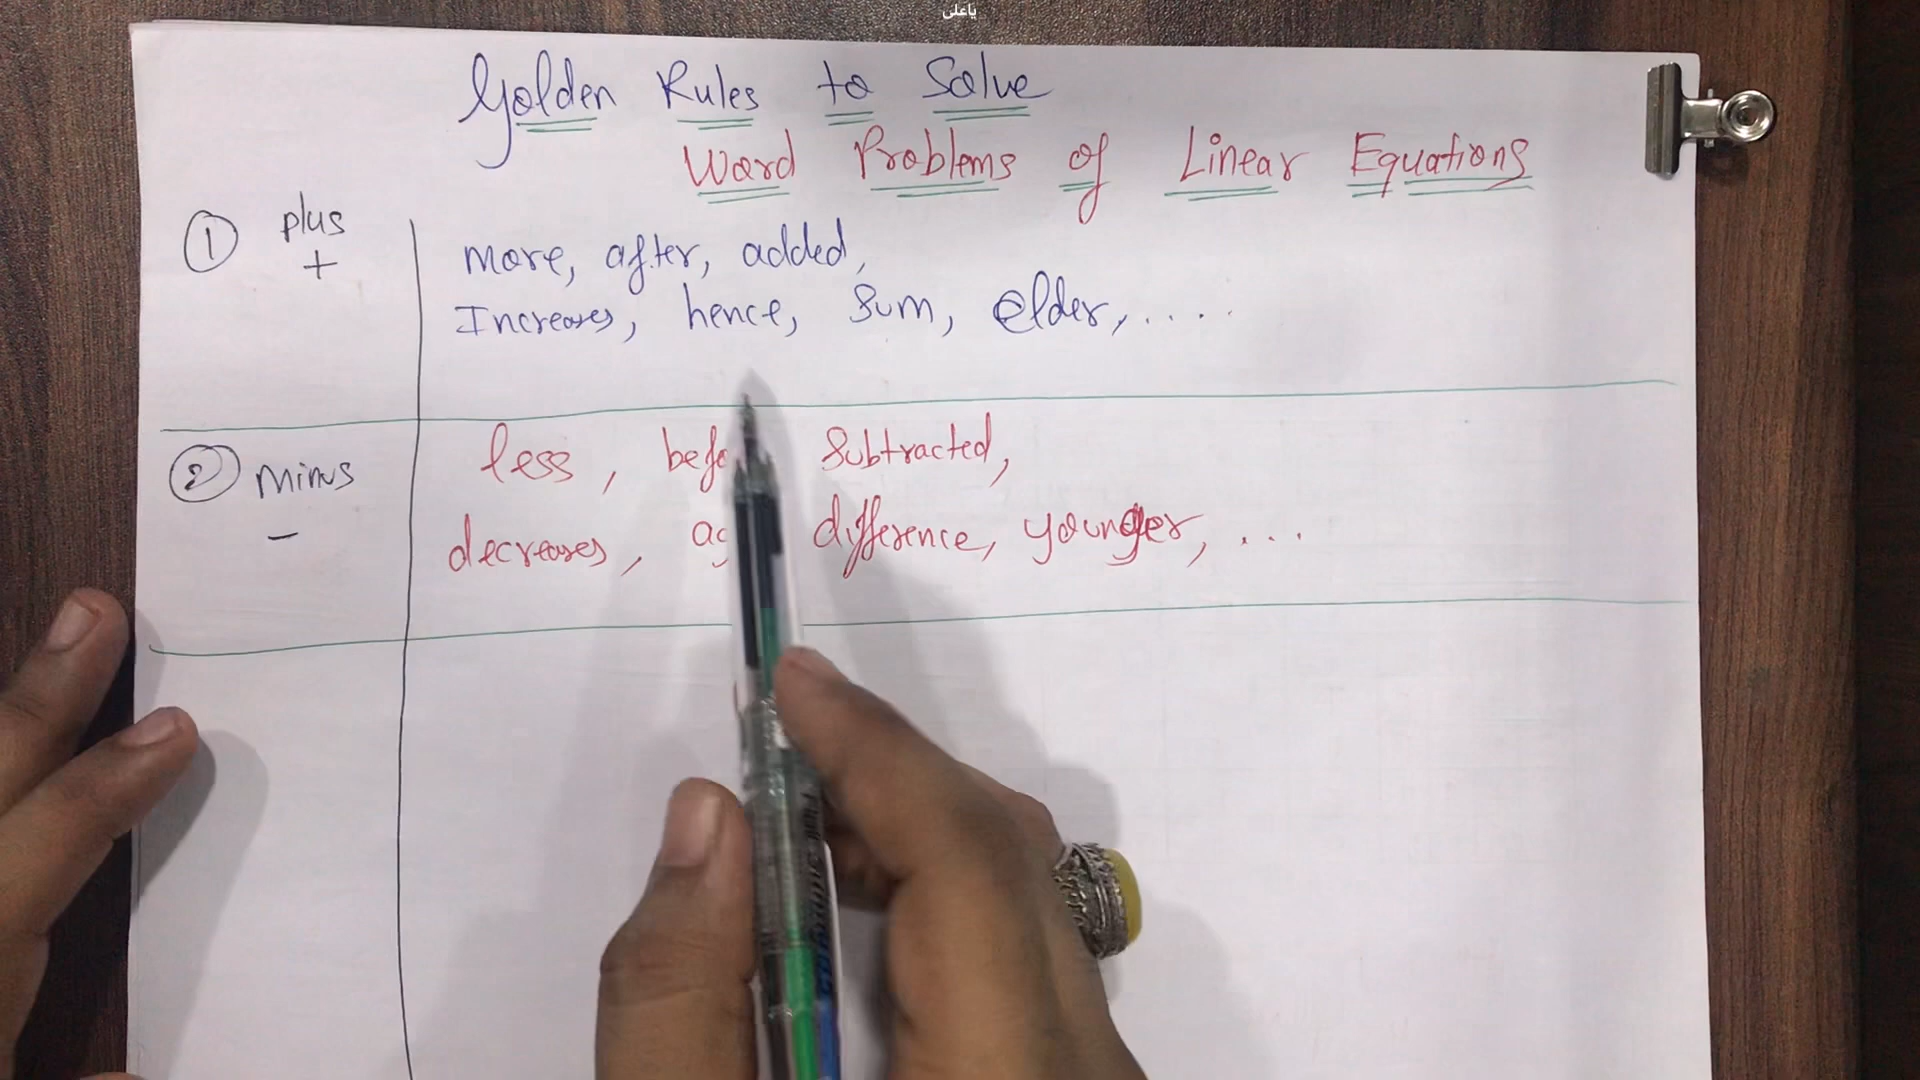 ياعلى
Golden Rules to Solve
Word Problems of Linear Equations
① plus
+
more, after, added,
Increases, hence, Sum, elder, ....
② minus
-
less, Subtracted,
decreases, difference, younger, ...